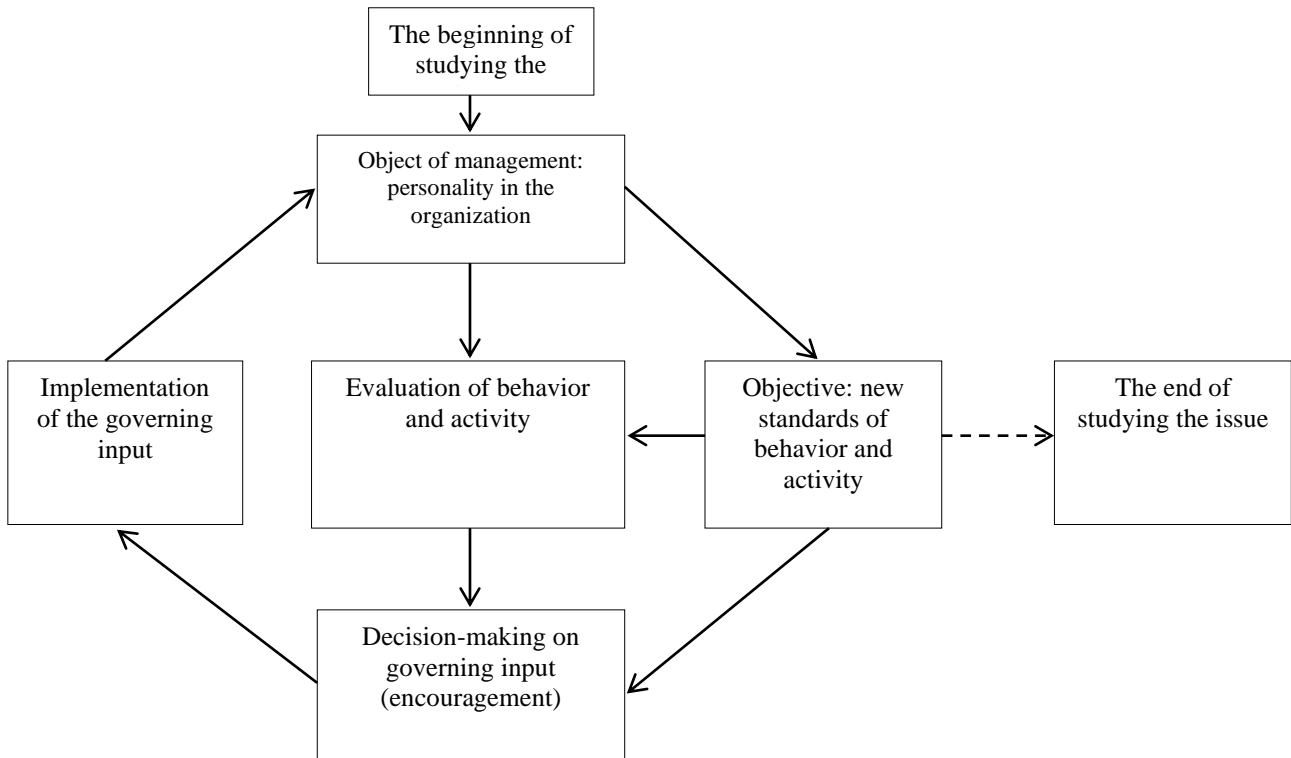 The beginning of
studying the
Object of management:
personality in the
organization
Implementation
of the governing
input
Evaluation of behavior
and activity
Objective: new
standards of
behavior and
activity
The end of
studying the issue
Decision-making on
governing input
(encouragement)